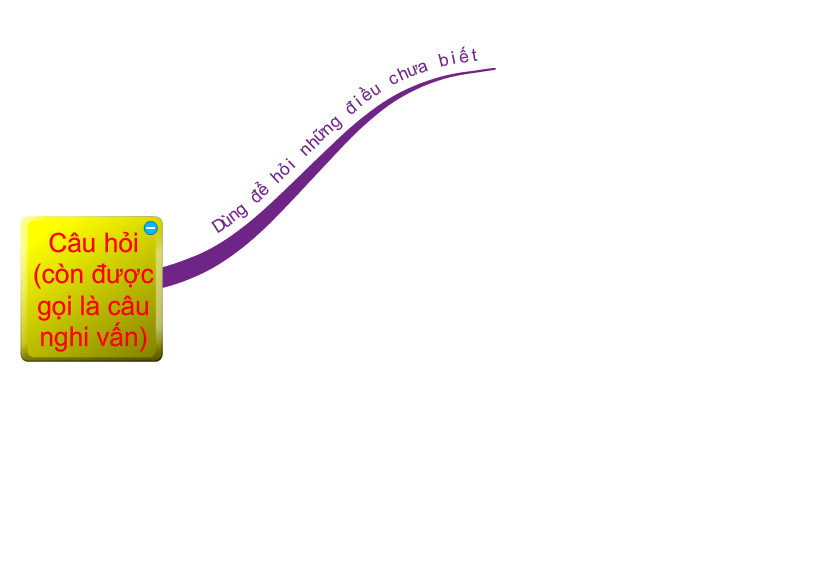 Dùng để hỏi những điều chưa biết
Câu hỏi
(còn được
gọi là câu
nghi vấn)